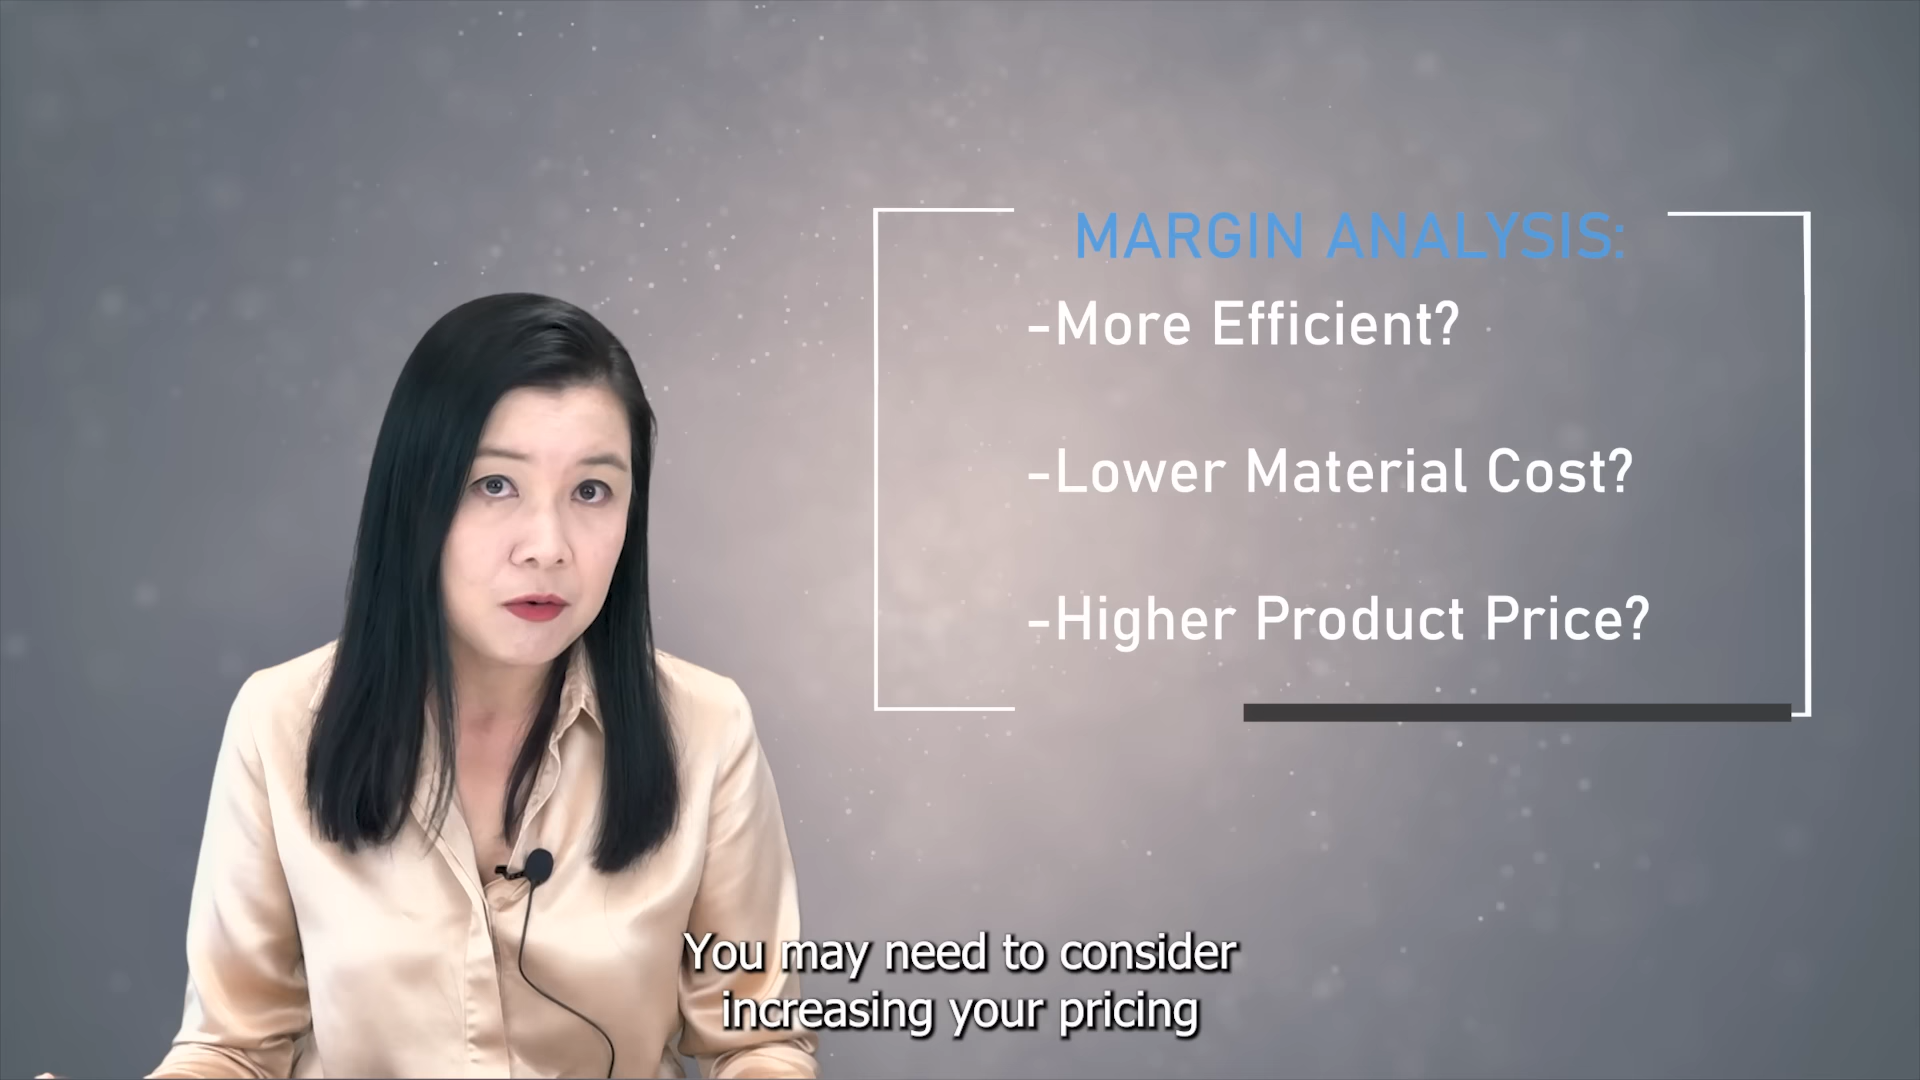 MARGIN ANALYSIS:
-More Efficient?
-Lower Material Cost?
-Higher Product Price?
You may need to consider
increasing your pricing